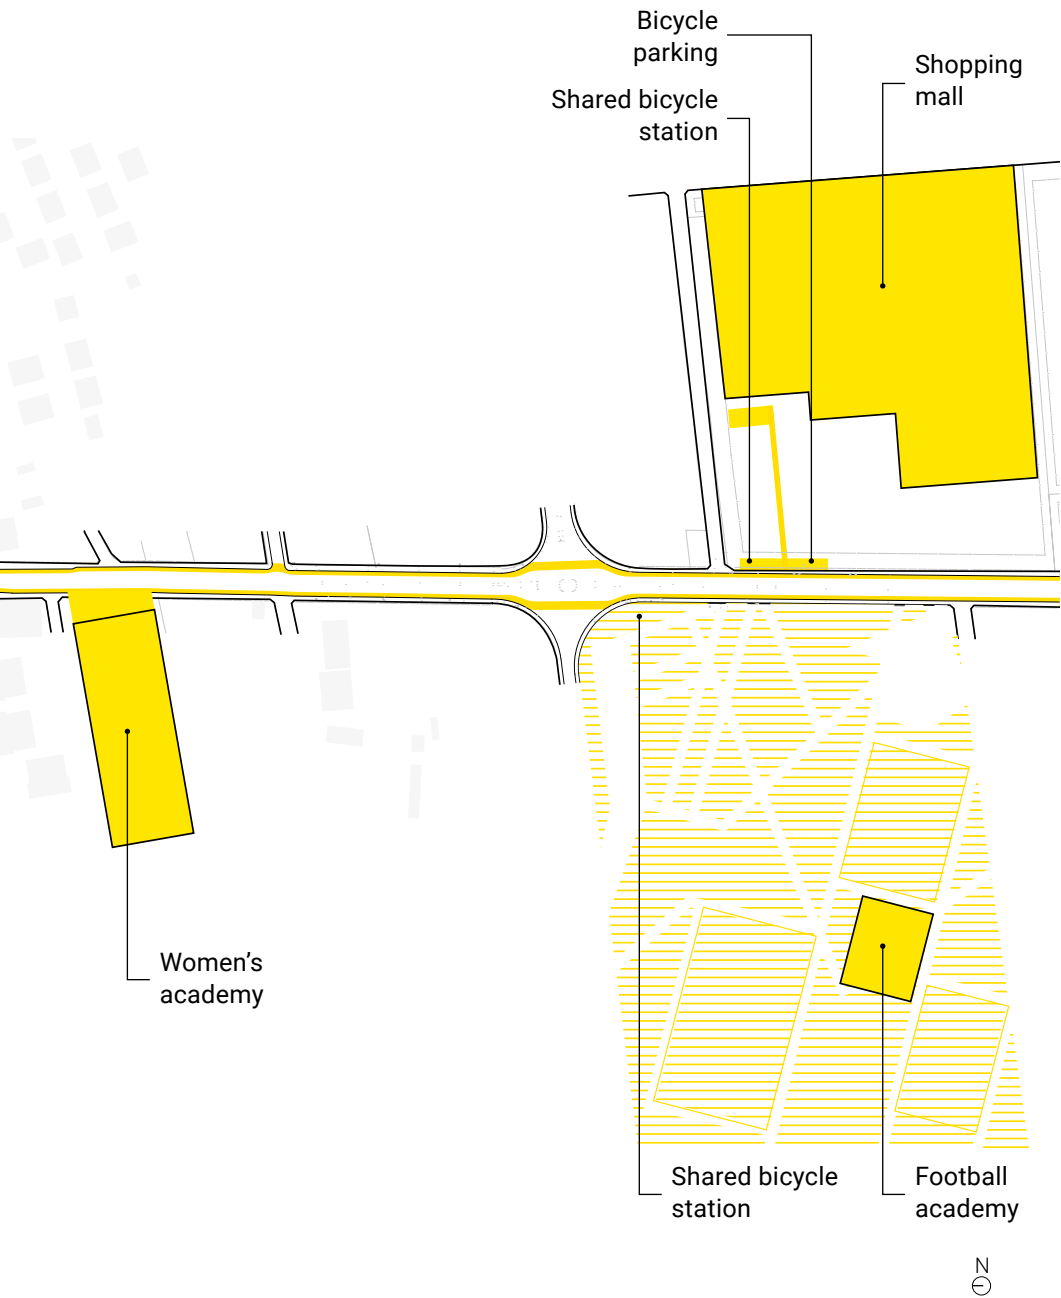 Bicycle
parking
Shopping
mall
Shared bicycle
station
Women’s
academy
Shared bicycle
station
Football
academy
N